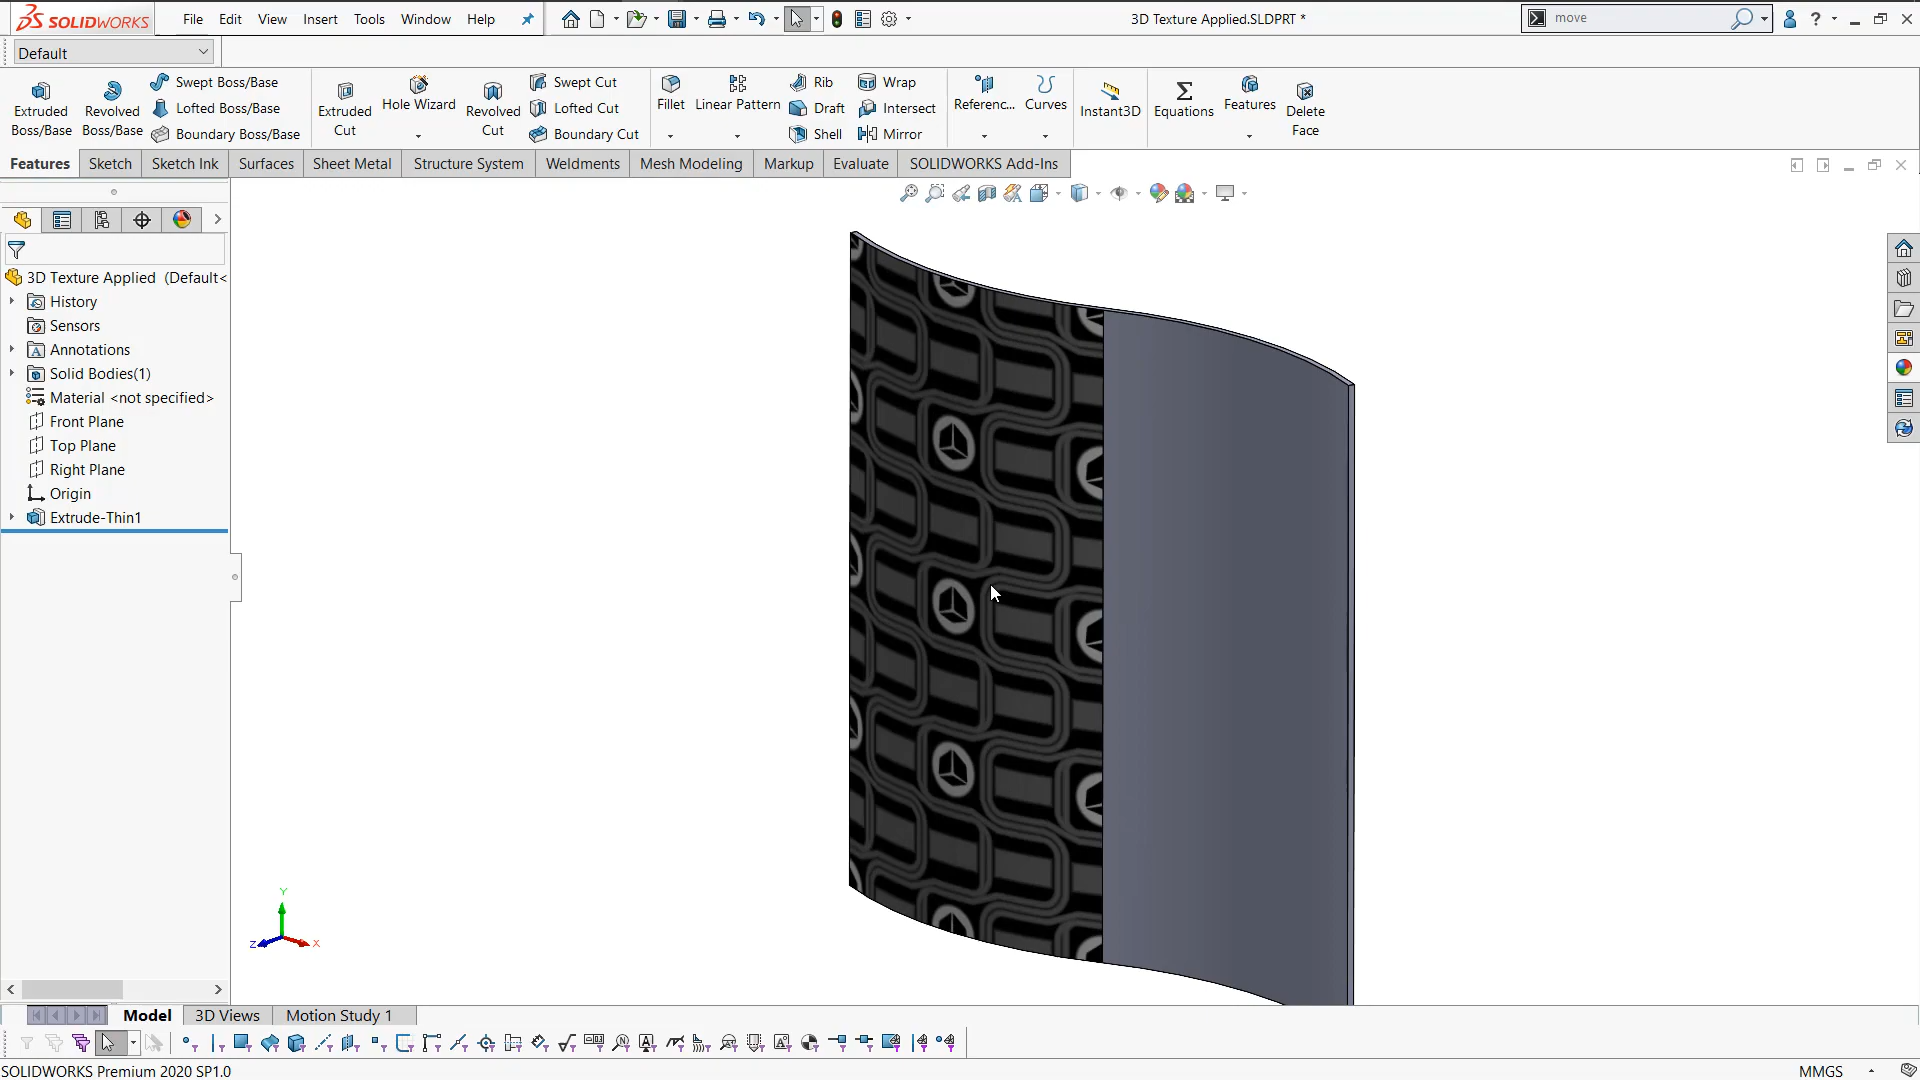 SOLIDWORKS File Edit View Insert Tools Window Help 3D Texture Applied.SLDPRT * move ?
Default
Extruded Boss/Base
Revolved Boss/Base
Swept Boss/Base
Lofted Boss/Base
Boundary Boss/Base
Extruded Cut
Hole Wizard
Revolved Cut
Swept Cut
Lofted Cut
Boundary Cut
Fillet
Linear Pattern
Rib
Draft
Shell
Wrap
Intersect
Mirror
Referenc...
Curves
Instant3D
Equations
Features
Delete Face
Features Sketch Sketch Ink Surfaces Sheet Metal Structure System Weldments Mesh Modeling Markup Evaluate SOLIDWORKS Add-Ins
3D Texture Applied (Default<
History
Sensors
Annotations
Solid Bodies(1)
Material <not specified>
Front Plane
Top Plane
Right Plane
Origin
Extrude-Thin1
Y
Z X
Model 3D Views Motion Study 1
SOLIDWORKS Premium 2020 SP1.0 MMGS